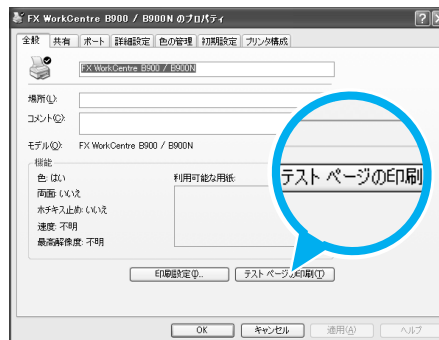 FX WorkCentre B900 / B900N のプロパティ
全般 共有 ポート 詳細設定 色の管理 初期設定 プリンタ構成
FX WorkCentre B900 / B900N
場所(L):
コメント(C):
モデル(O): FX WorkCentre B900 / B900N
機能
色: はい 利用可能な用紙:
両面: いいえ
ホチキス止め: いいえ
速度: 不明
最高解像度: 不明
テスト ページの印刷
印刷設定(I)... テスト ページの印刷(T)
OK キャンセル 適用(A) ヘルプ